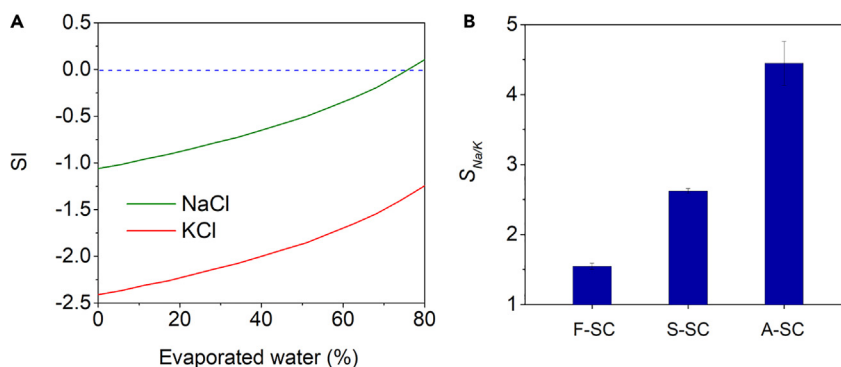 A
SI
0.5
0.0
-0.5
-1.0
-1.5
-2.0
-2.5
NaCl
KCl
0
20
40
60
80
Evaporated water (%)
B
S_{Na/K}
5
4
3
2
1
F-SC
S-SC
A-SC